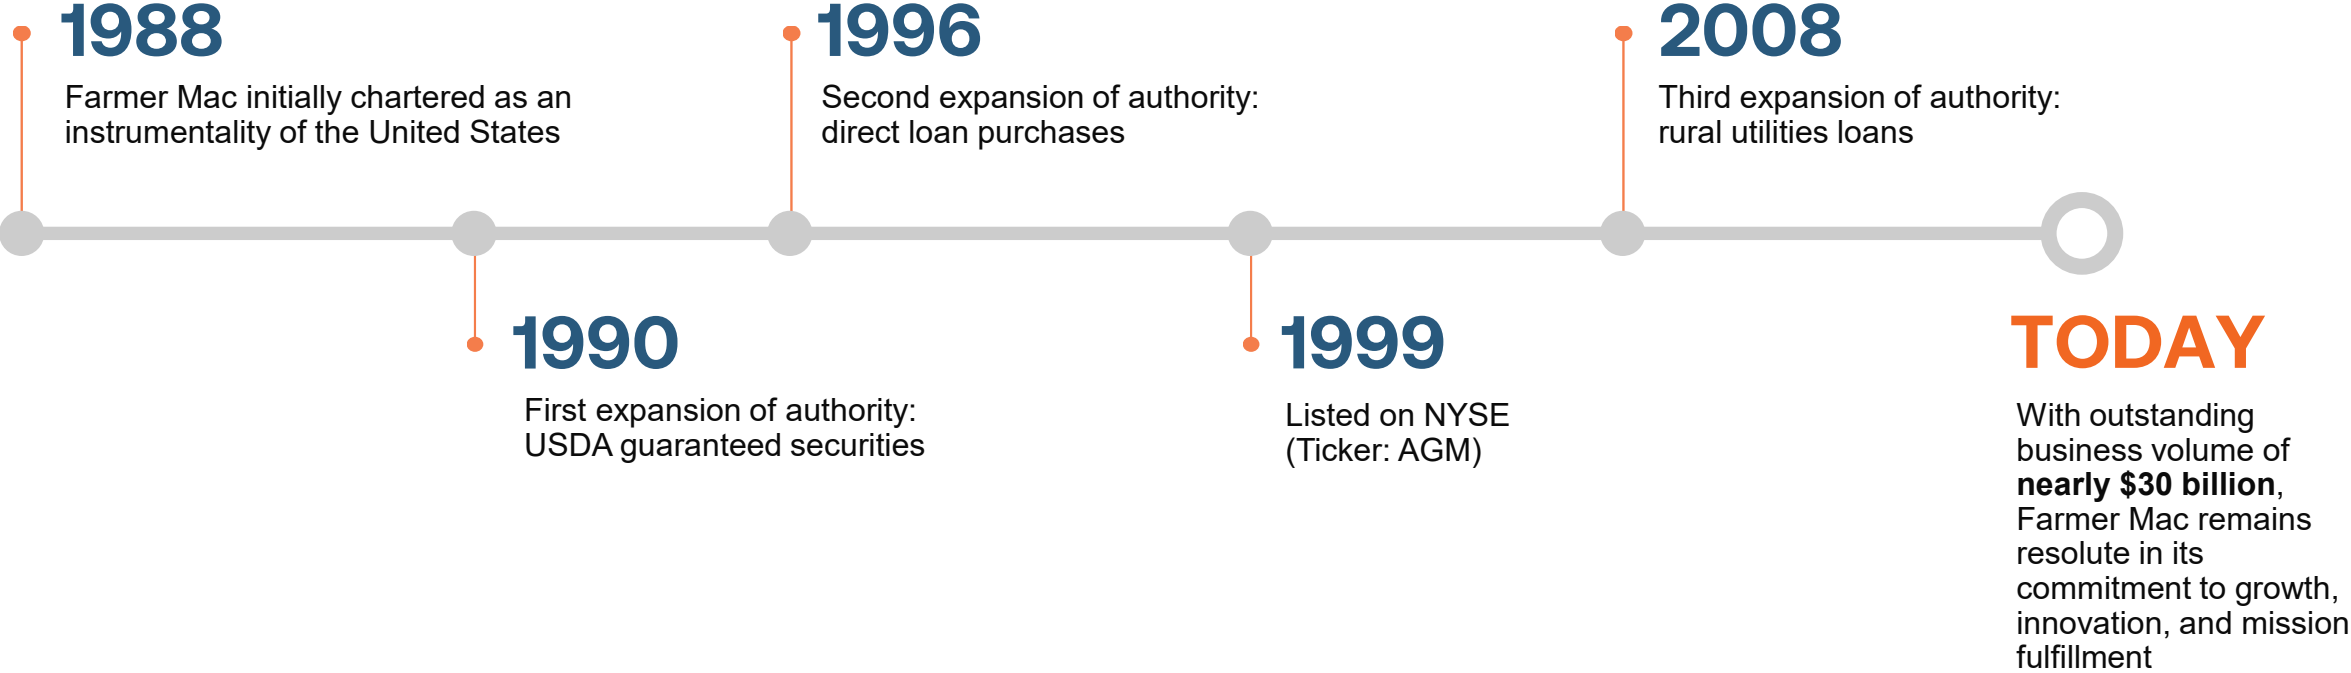 1988
Farmer Mac initially chartered as an
instrumentality of the United States
1990
First expansion of authority:
USDA guaranteed securities
1996
Second expansion of authority:
direct loan purchases
1999
Listed on NYSE
(Ticker: AGM)
2008
Third expansion of authority:
rural utilities loans
TODAY
With outstanding
business volume of
nearly $30 billion,
Farmer Mac remains
resolute in its
commitment to growth,
innovation, and mission
fulfillment